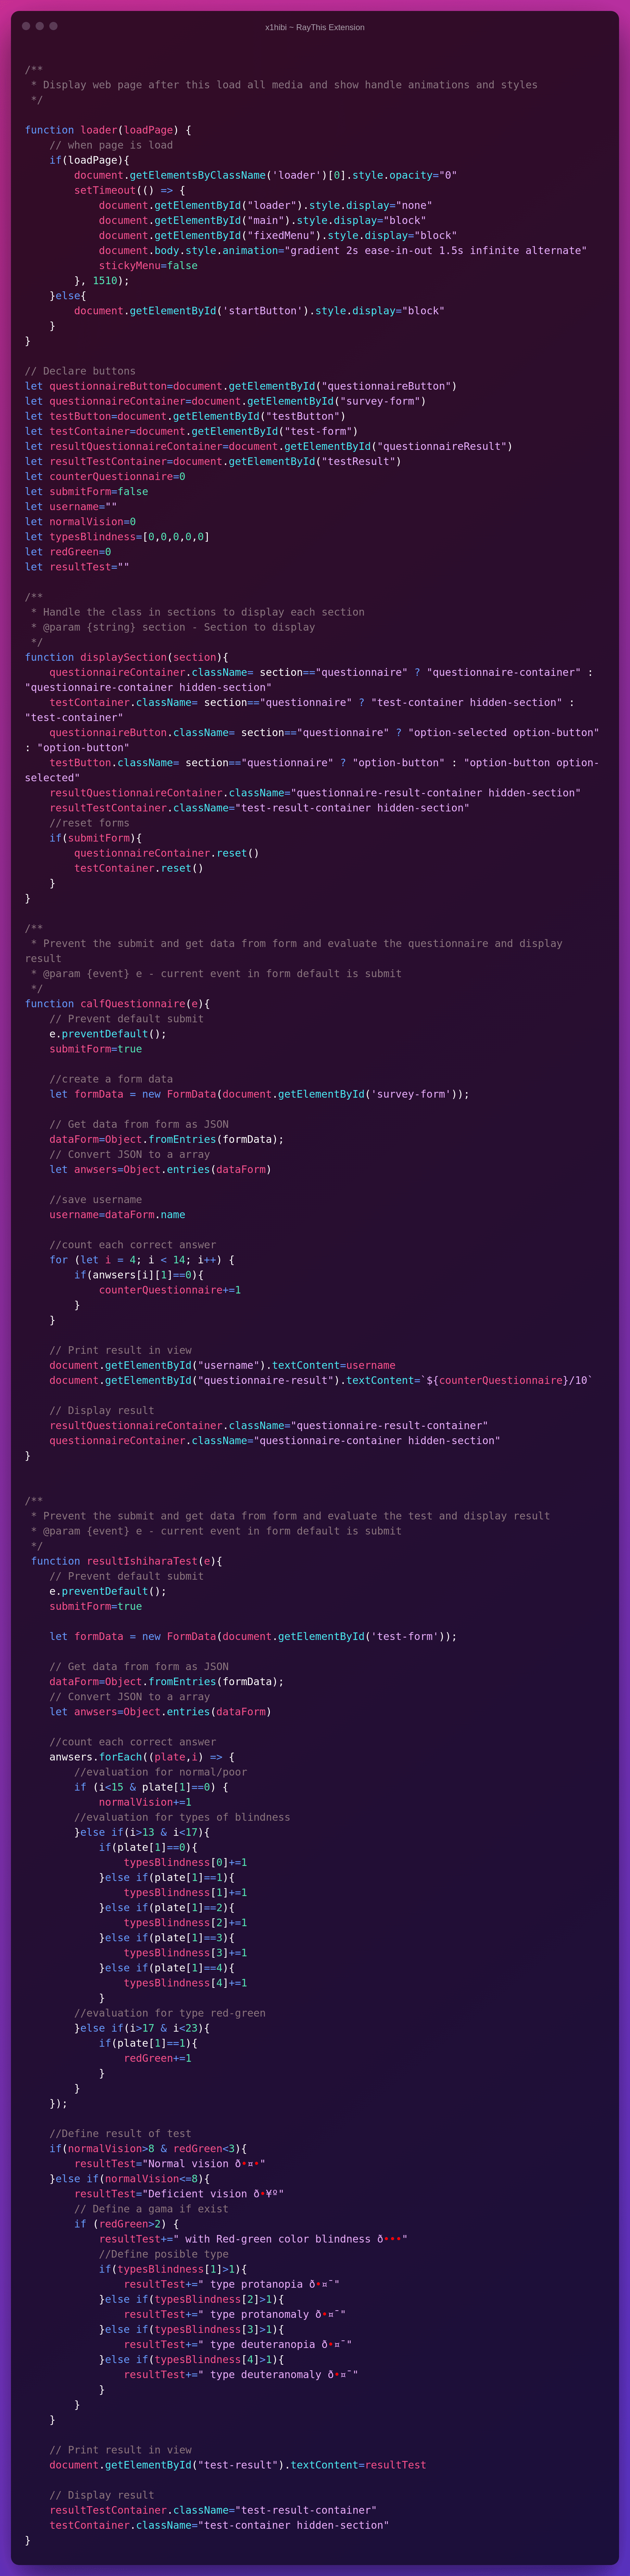 x1hibi ~ RayThis Extension
/**
 * Display web page after this load all media and show handle animations and styles
 */
function loader(loadPage) {
    // when page is load
    if(loadPage){
        document.getElementsByClassName('loader')[0].style.opacity="0"
        setTimeout(() => {
            document.getElementById("loader").style.display="none"
            document.getElementById("main").style.display="block"
            document.getElementById("fixedMenu").style.display="block"
            document.body.style.animation="gradient 2s ease-in-out 1.5s infinite alternate"
            stickyMenu=false
        }, 1510);
    }else{
        document.getElementById('startButton').style.display="block"
    }
}
// Declare buttons
let questionnaireButton=document.getElementById("questionnaireButton")
let questionnaireContainer=document.getElementById("survey-form")
let testButton=document.getElementById("testButton")
let testContainer=document.getElementById("test-form")
let resultQuestionnaireContainer=document.getElementById("questionnaireResult")
let resultTestContainer=document.getElementById("testResult")
let counterQuestionnaire=0
let submitForm=false
let username=""
let normalVision=0
let typesBlindness=[0,0,0,0,0]
let redGreen=0
let resultTest=""
/**
 * Handle the class in sections to display each section
 * @param {string} section - Section to display
 */
function displaySection(section){
    questionnaireContainer.className= section=="questionnaire" ? "questionnaire-container" :
"questionnaire-container hidden-section"
    testContainer.className= section=="questionnaire" ? "test-container hidden-section" :
"test-container"
    questionnaireButton.className= section=="questionnaire" ? "option-selected option-button"
: "option-button"
    testButton.className= section=="questionnaire" ? "option-button" : "option-button option-
selected"
    resultQuestionnaireContainer.className="questionnaire-result-container hidden-section"
    resultTestContainer.className="test-result-container hidden-section"
    //reset forms
    if(submitForm){
        questionnaireContainer.reset()
        testContainer.reset()
    }
}
/**
 * Prevent the submit and get data from form and evaluate the questionnaire and display
result
 * @param {event} e - current event in form default is submit
 */
function calfQuestionnaire(e){
    // Prevent default submit
    e.preventDefault();
    submitForm=true
    //create a form data
    let formData = new FormData(document.getElementById('survey-form'));
    // Get data from form as JSON
    dataForm=Object.fromEntries(formData);
    // Convert JSON to a array
    let anwsers=Object.entries(dataForm)
    //save username
    username=dataForm.name
    //count each correct answer
    for (let i = 4; i < 14; i++) {
        if(anwsers[i][1]==0){
            counterQuestionnaire+=1
        }
    }
    // Print result in view
    document.getElementById("username").textContent=username
    document.getElementById("questionnaire-result").textContent=`${counterQuestionnaire}/10`
    // Display result
    resultQuestionnaireContainer.className="questionnaire-result-container"
    questionnaireContainer.className="questionnaire-container hidden-section"
}
/**
 * Prevent the submit and get data from form and evaluate the test and display result
 * @param {event} e - current event in form default is submit
 */
 function resultIshiharaTest(e){
    // Prevent default submit
    e.preventDefault();
    submitForm=true
    let formData = new FormData(document.getElementById('test-form'));
    // Get data from form as JSON
    dataForm=Object.fromEntries(formData);
    // Convert JSON to a array
    let anwsers=Object.entries(dataForm)
    //count each correct answer
    anwsers.forEach((plate,i) => {
        //evaluation for normal/poor
        if (i<15 & plate[1]==0) {
            normalVision+=1
        //evaluation for types of blindness
        }else if(i>13 & i<17){
            if(plate[1]==0){
                typesBlindness[0]+=1
            }else if(plate[1]==1){
                typesBlindness[1]+=1
            }else if(plate[1]==2){
                typesBlindness[2]+=1
            }else if(plate[1]==3){
                typesBlindness[3]+=1
            }else if(plate[1]==4){
                typesBlindness[4]+=1
            }
        //evaluation for type red-green
        }else if(i>17 & i<23){
            if(plate[1]==1){
                redGreen+=1
            }
        }
    });
    //Define result of test
    if(normalVision>8 & redGreen<3){
        resultTest="Normal vision ð•¤•"
    }else if(normalVision<=8){
        resultTest="Deficient vision ð•¥º"
        // Define a gama if exist
        if (redGreen>2) {
            resultTest+=" with Red-green color blindness ð•••"
            //Define posible type
            if(typesBlindness[1]>1){
                resultTest+=" type protanopia ð•¤¯"
            }else if(typesBlindness[2]>1){
                resultTest+=" type protanomaly ð•¤¯"
            }else if(typesBlindness[3]>1){
                resultTest+=" type deuteranopia ð•¤¯"
            }else if(typesBlindness[4]>1){
                resultTest+=" type deuteranomaly ð•¤¯"
            }
        }
    }
    // Print result in view
    document.getElementById("test-result").textContent=resultTest
    // Display result
    resultTestContainer.className="test-result-container"
    testContainer.className="test-container hidden-section"
}